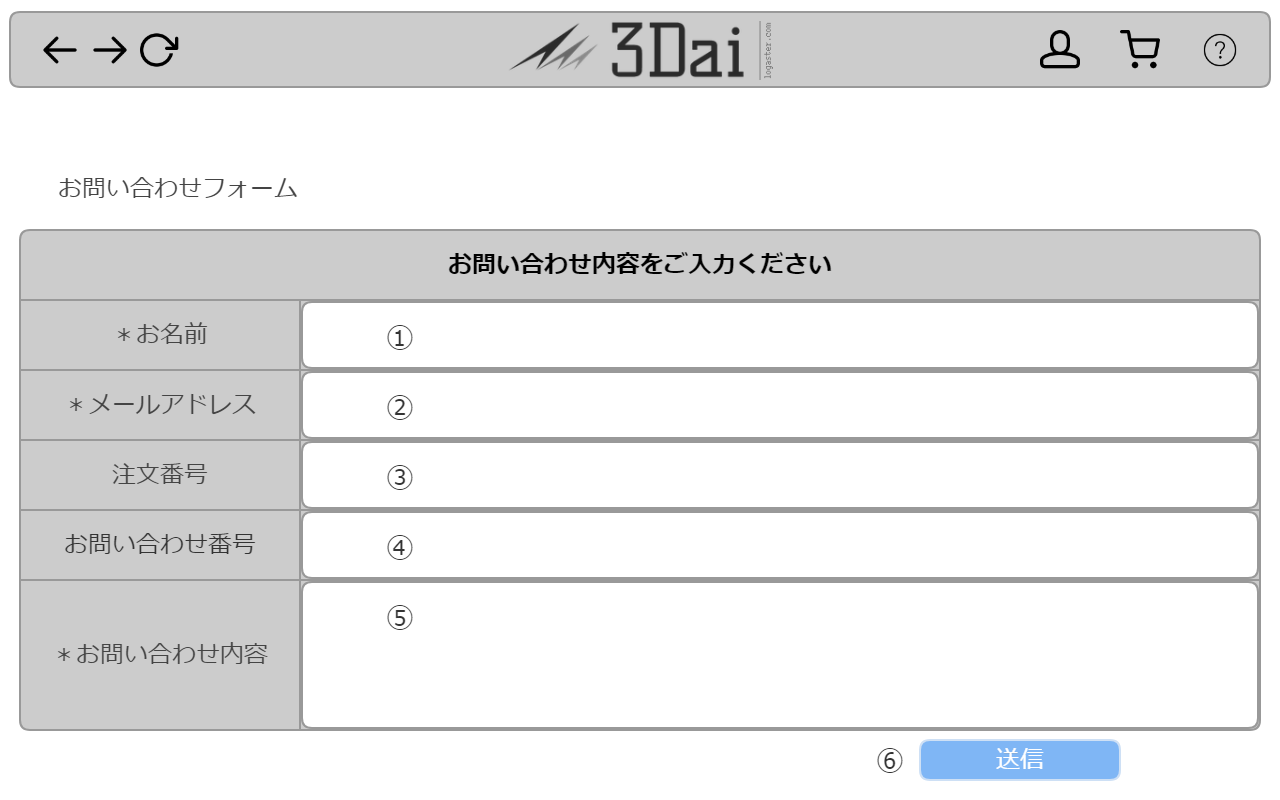 3Dai
logaster.com
?
お問い合わせフォーム
お問い合わせ内容をご入力ください
＊お名前
①
＊メールアドレス
②
注文番号
③
お問い合わせ番号
④
＊お問い合わせ内容
⑤
⑥ 送信